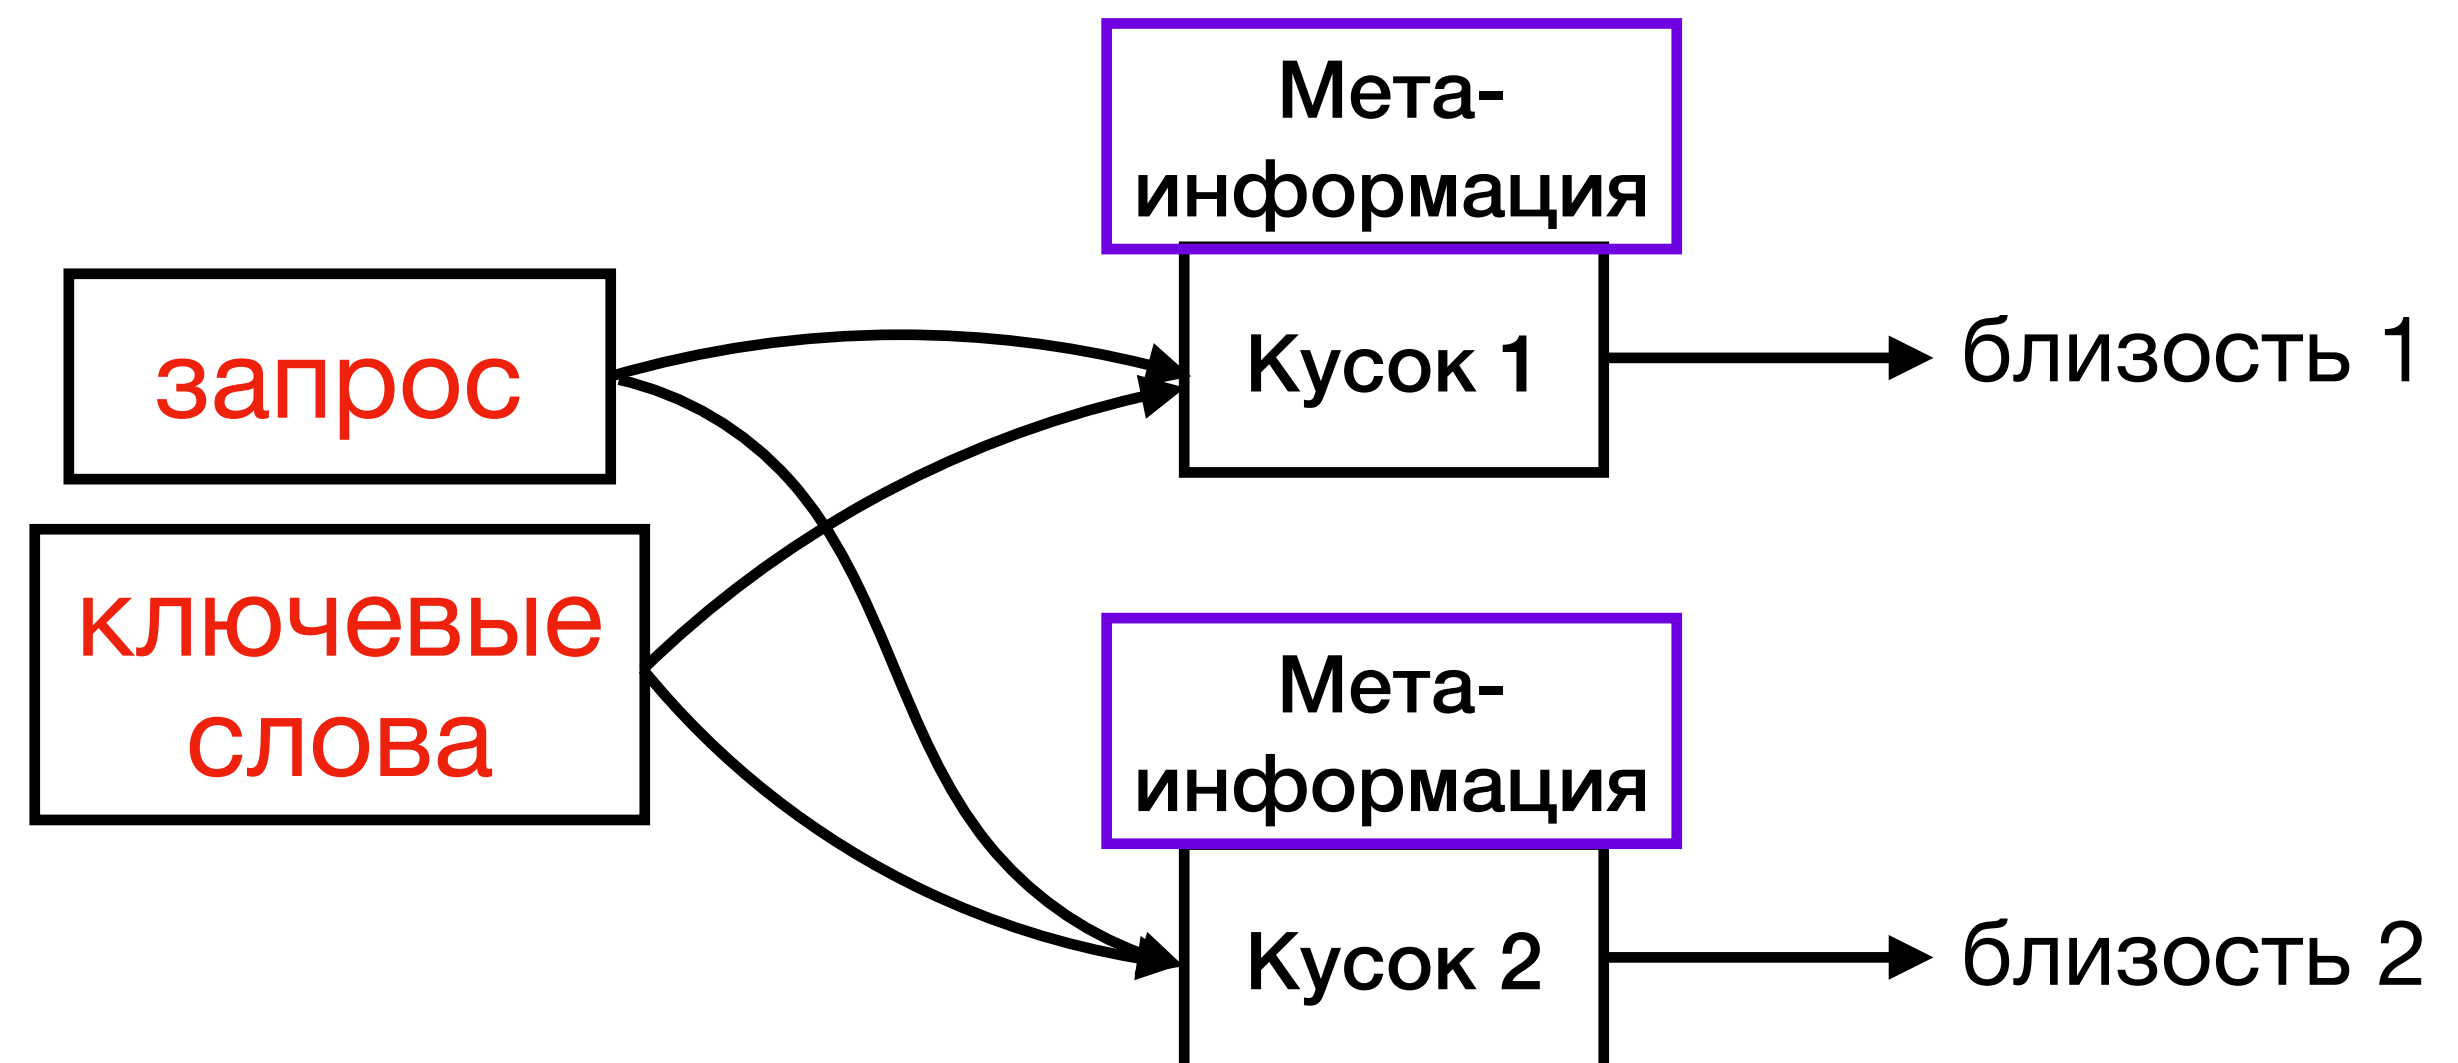 Мета-
информация
запрос
Кусок 1
близость 1
ключевые
слова
Мета-
информация
Кусок 2
близость 2